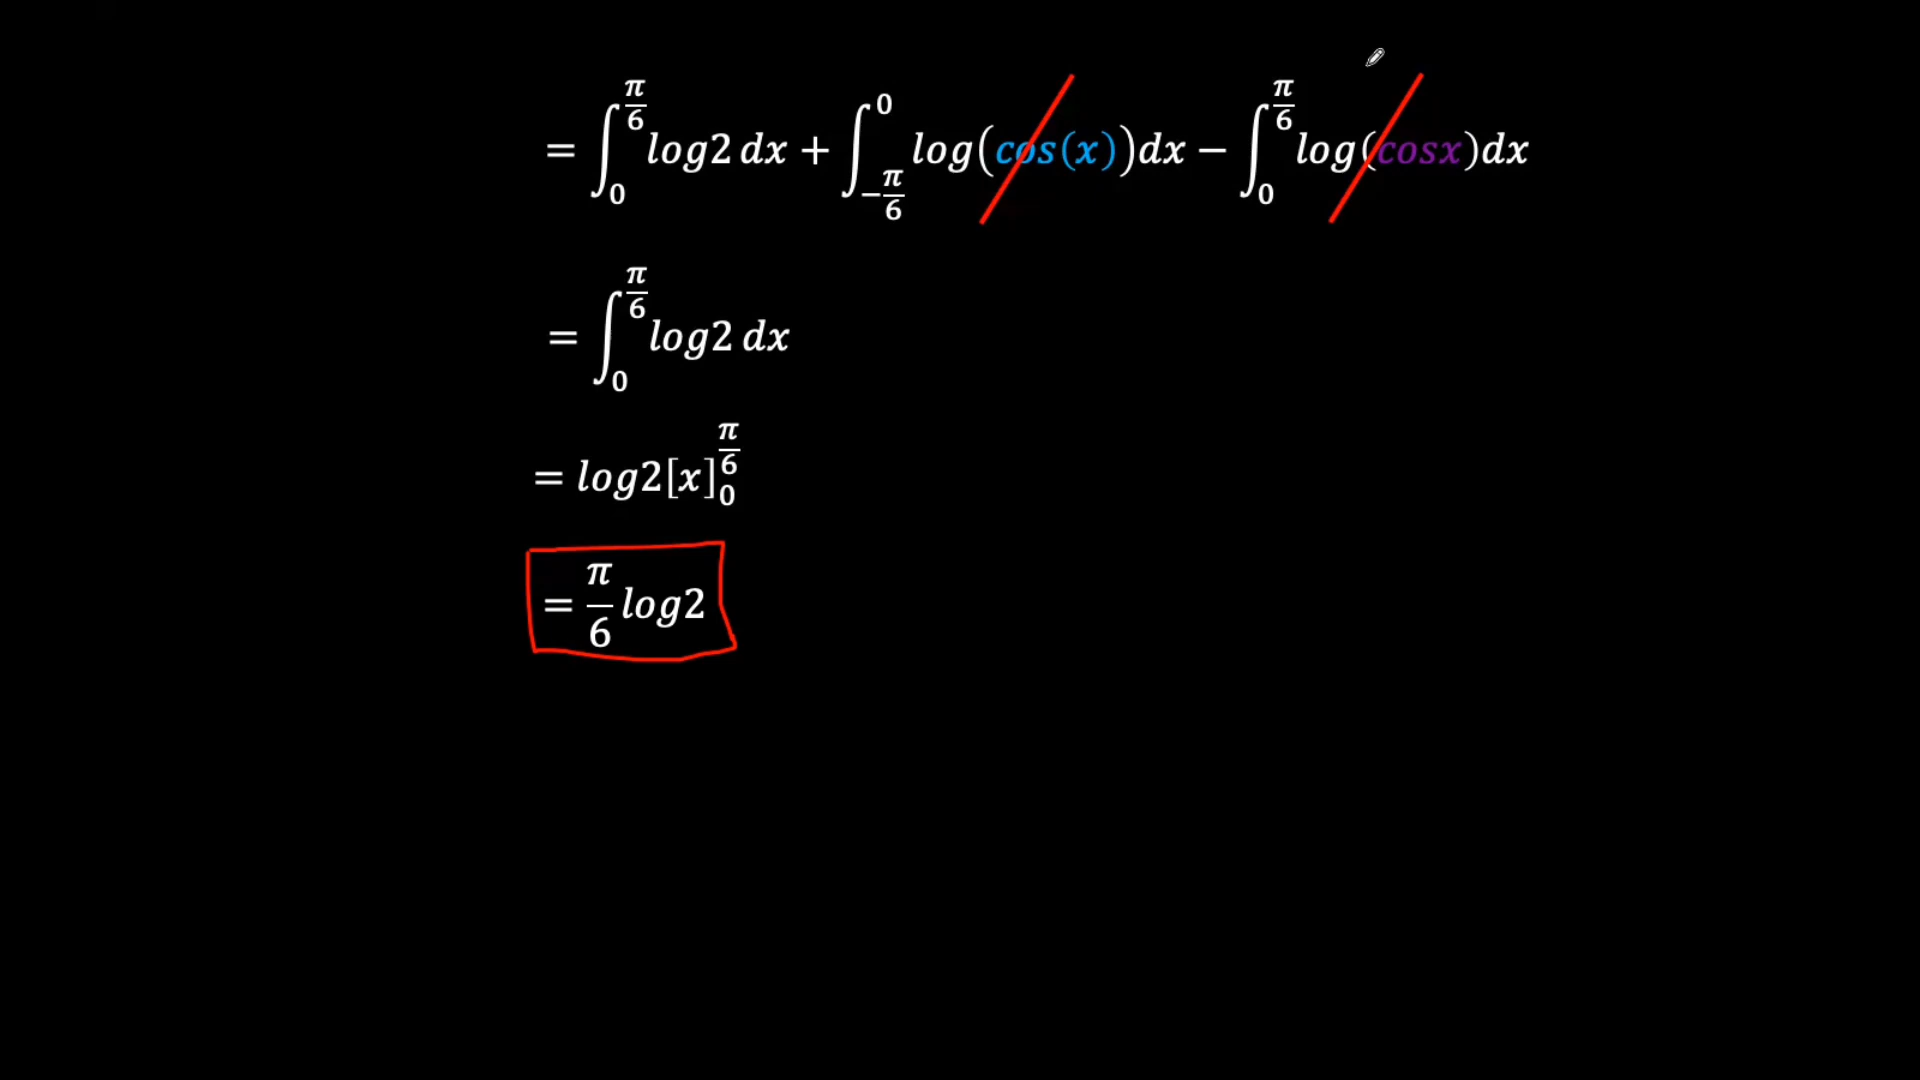 = ∫_0^{π/6} log2 dx + ∫_{-π/6}^0 log(cos(x))dx − ∫_0^{π/6} log(cosx)dx
= ∫_0^{π/6} log2 dx
= log2[x]_0^{π/6}
= π/6 log2